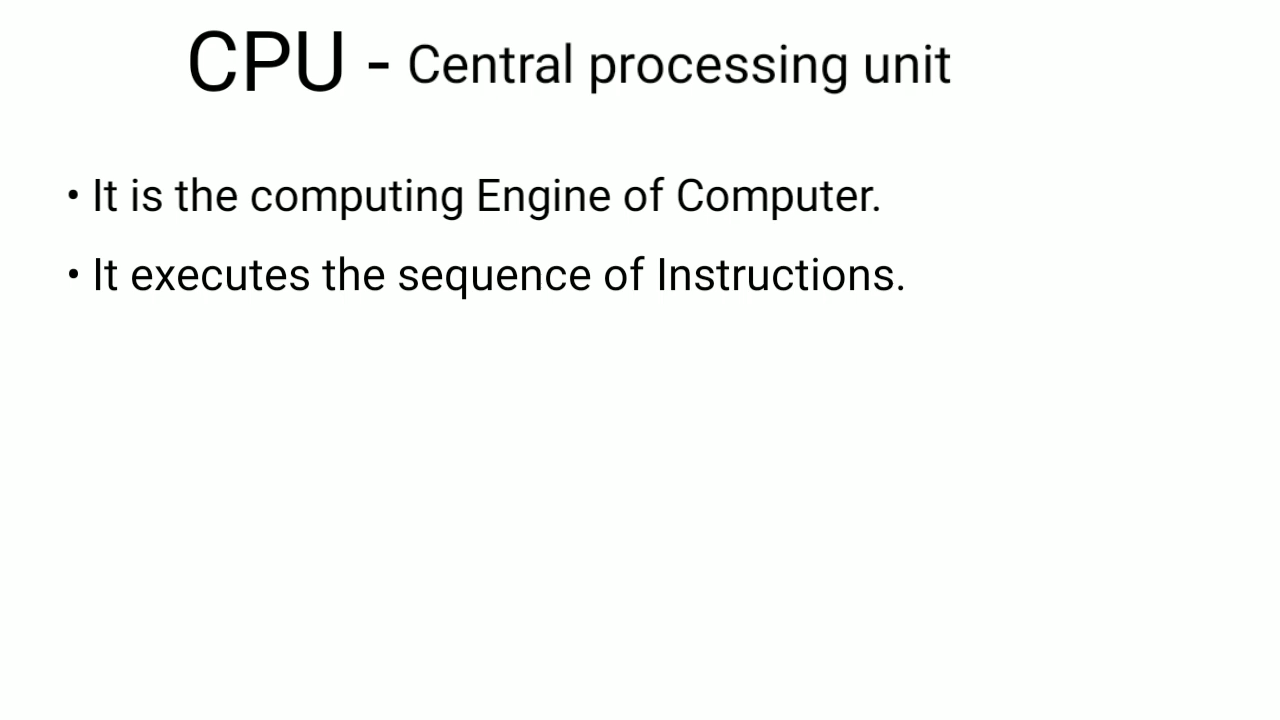 CPU - Central processing unit
• It is the computing Engine of Computer.
• It executes the sequence of Instructions.